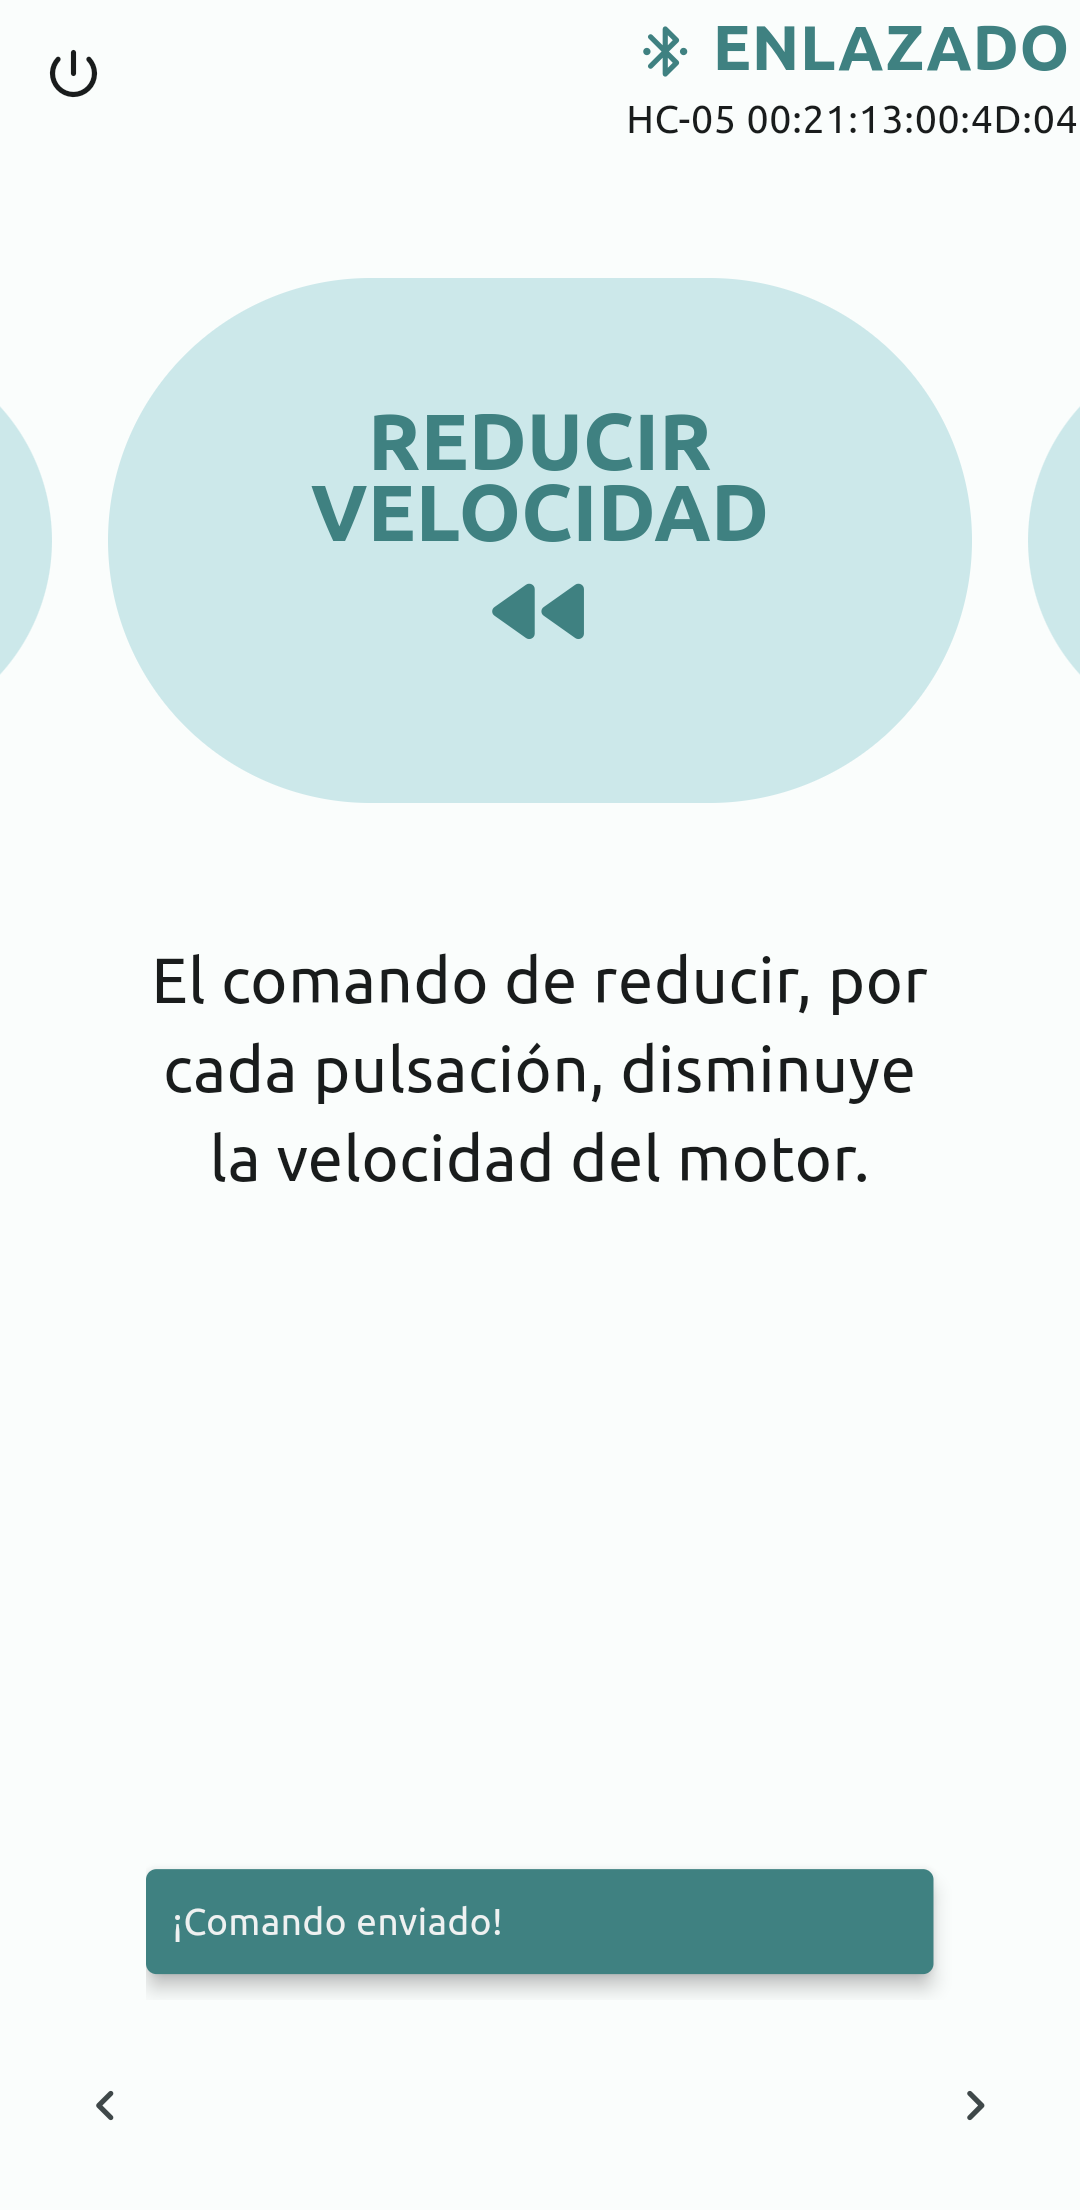 ENLAZADO
HC-05 00:21:13:00:4D:04
REDUCIR
VELOCIDAD
El comando de reducir, por
cada pulsación, disminuye
la velocidad del motor.
¡Comando enviado!